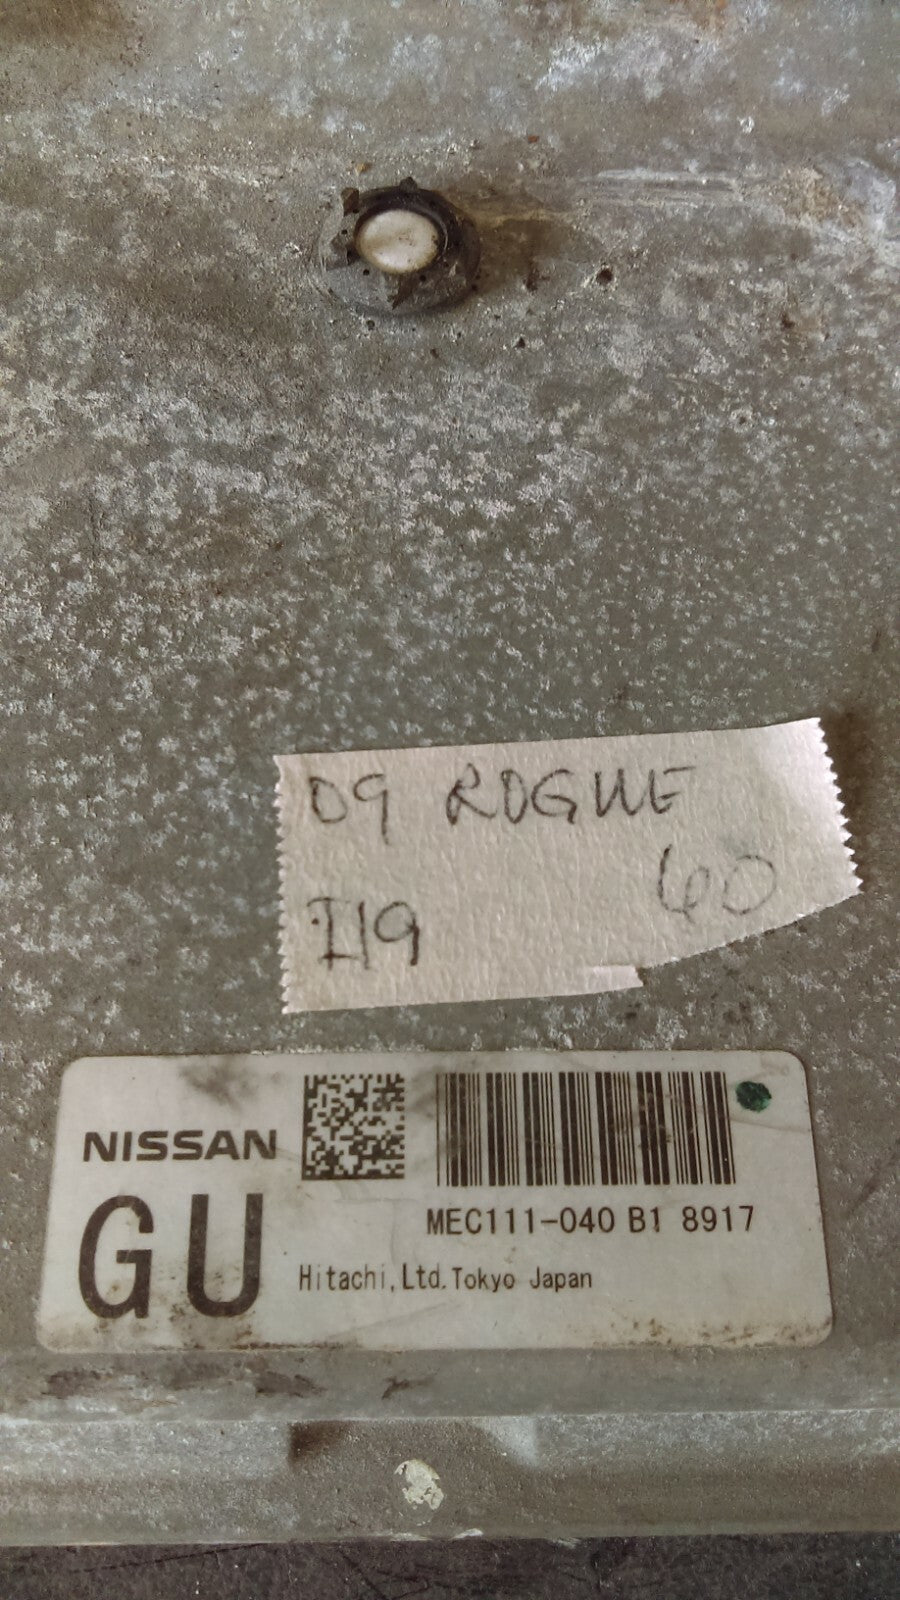 09 ROGUE
I19 60
NISSAN
GU
MEC111-040 B1 8917
Hitachi,Ltd.Tokyo Japan